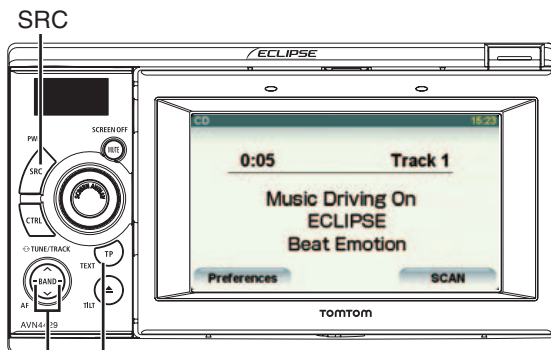 SRC
ECLIPSE
PW
SCREEN OFF
MUTE
SRC
CTRL
TUNE/TRACK
TP
TEXT
BAND
AF
TILT
AVN4429
CD
15:23
0:05
Track 1
Music Driving On
ECLIPSE
Beat Emotion
Preferences
SCAN
TOMTOM